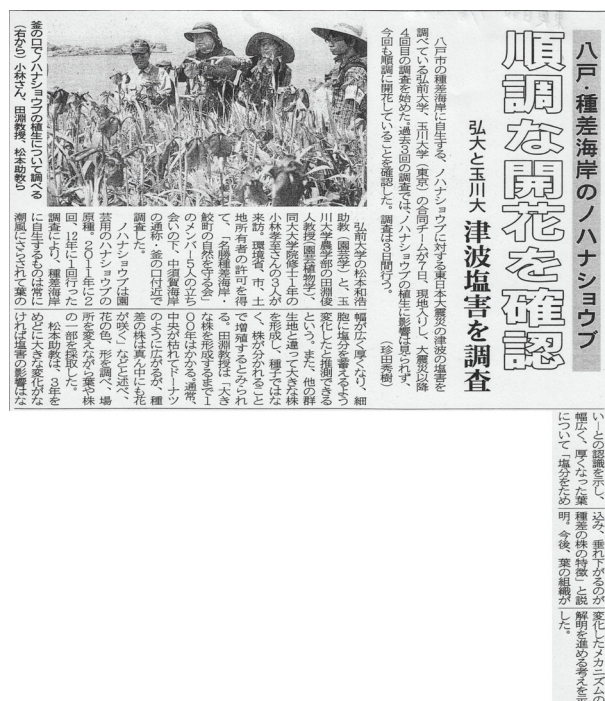 八戸・種差海岸のノハナショウブ
順調な開花を確認
弘大と玉川大 津波塩害を調査
八戸市の種差海岸に自生する、ノハナショウブに対する東日本大震災の津波の塩害を
調べている弘前大学、玉川大学(東京)の合同チームが7日、現地入りし、大震災以降
4回目の調査を始めた。過去3回の調査では、ノハナショウブの植生に影響は見られず、
今回も順調に開花していることを確認した。調査は3日間行う。
(珍田秀樹)
釜の口でノハナショウブの植生について調べる
(右から)小林さん、田淵教授、松本助教ら
弘前大学の松本和浩
助教(園芸学)と、玉
川大学農学部の田淵俊
人教授(園芸植物学)、
同大大学院修士1年の
小林孝至さんの3人が
来訪。環境省、市、土
地所有者の許可を得
て、「名勝種差海岸・
鮫町の自然を守る会」
のメンバー5人の立ち
会いの下、中須賀海岸
の通称・釜の口付近で
調査した。
ノハナショウブは園
芸用のハナショウブの
原種。2011年に2
回、12年に1回行った
調査により、種差海岸
に自生するものは常に
潮風にさらされて葉の
幅が広く厚くなり、細
胞に塩分を蓄えるよう
変化したと推測できる
という。また、他の群
生地と違って大きな株
を形成し、種子ではな
く、株が分かれること
で増殖するとみられ
る。田淵教授は「大き
な株を形成するまで1
00年はかかる。通常、
中央が枯れてドーナツ
のように広がるが、種
差の株は真ん中にも花
が咲く」などと述べ、
花の色、形を調べ、場
所を変えながら葉や株
の一部を採取した。
松本助教は、3年を
めどに大きな変化がな
ければ塩害の影響はな
い―との認識を示し、
幅広く、厚くなった葉
について「塩分をため
込み、垂れ下がるのが
種差の株の特徴」と説
明。今後、葉の組織が
変化したメカニズムの
解明を進める考えを示
した。